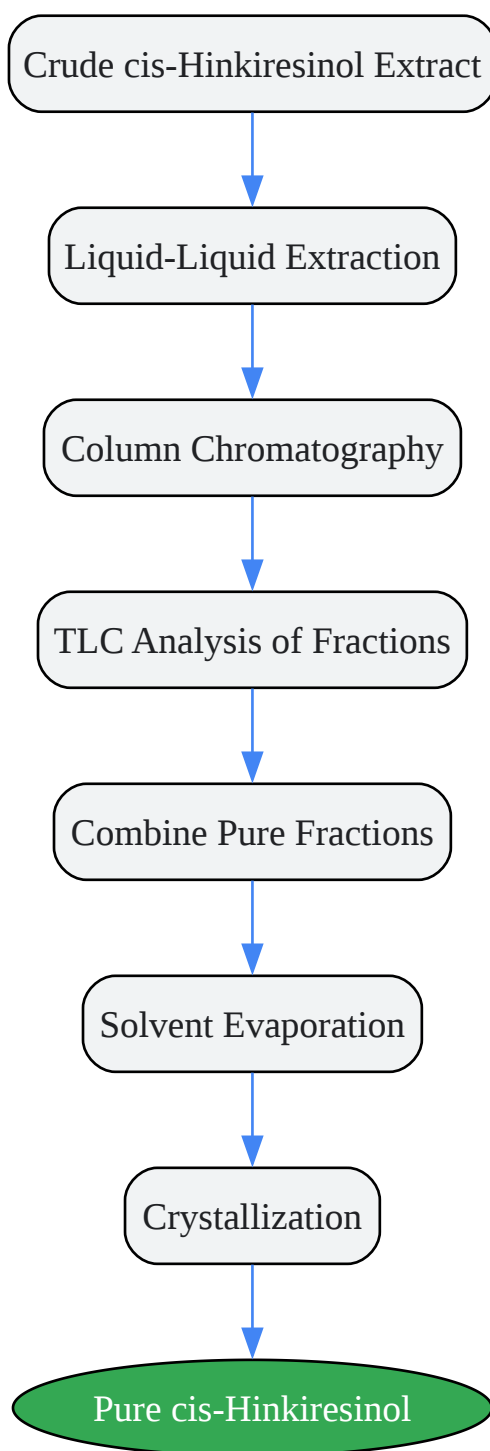 Crude cis-Hinkiresinol Extract
Liquid-Liquid Extraction
Column Chromatography
TLC Analysis of Fractions
Combine Pure Fractions
Solvent Evaporation
Crystallization
Pure cis-Hinkiresinol